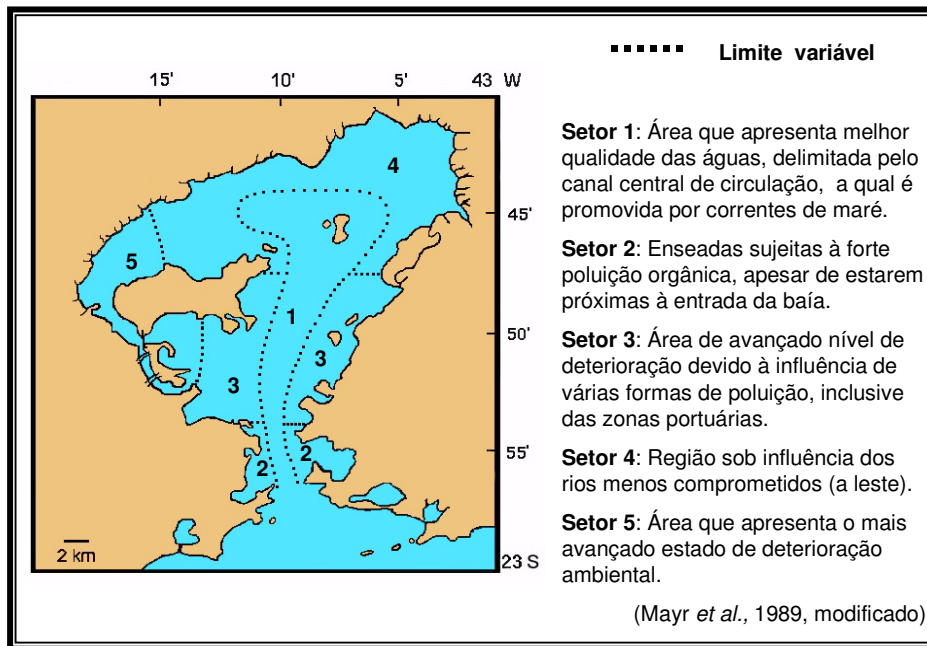 Limite variável
15' 10' 5' 43 W
45'
50'
55'
23 S
4
5
1
3
3
2
2
2 km
Setor 1: Área que apresenta melhor
qualidade das águas, delimitada pelo
canal central de circulação, a qual é
promovida por correntes de maré.
Setor 2: Enseadas sujeitas à forte
poluição orgânica, apesar de estarem
próximas à entrada da baía.
Setor 3: Área de avançado nível de
deterioração devido à influência de
várias formas de poluição, inclusive
das zonas portuárias.
Setor 4: Região sob influência dos
rios menos comprometidos (a leste).
Setor 5: Área que apresenta o mais
avançado estado de deterioração
ambiental.
(Mayr et al., 1989, modificado)